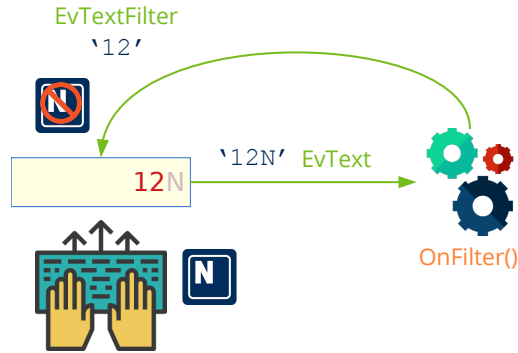 EvTextFilter
‘12’
N
‘12N’ EvText
12N
N
OnFilter()